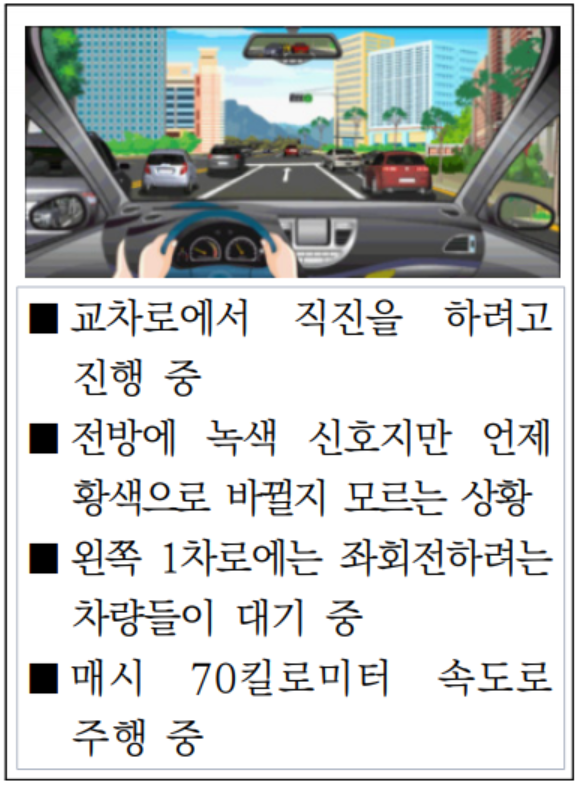 ■ 교차로에서 직진을 하려고
진행 중
■ 전방에 녹색 신호지만 언제
황색으로 바뀔지 모르는 상황
■ 왼쪽 1차로에는 좌회전하려는
차량들이 대기 중
■ 매시 70킬로미터 속도로
주행 중